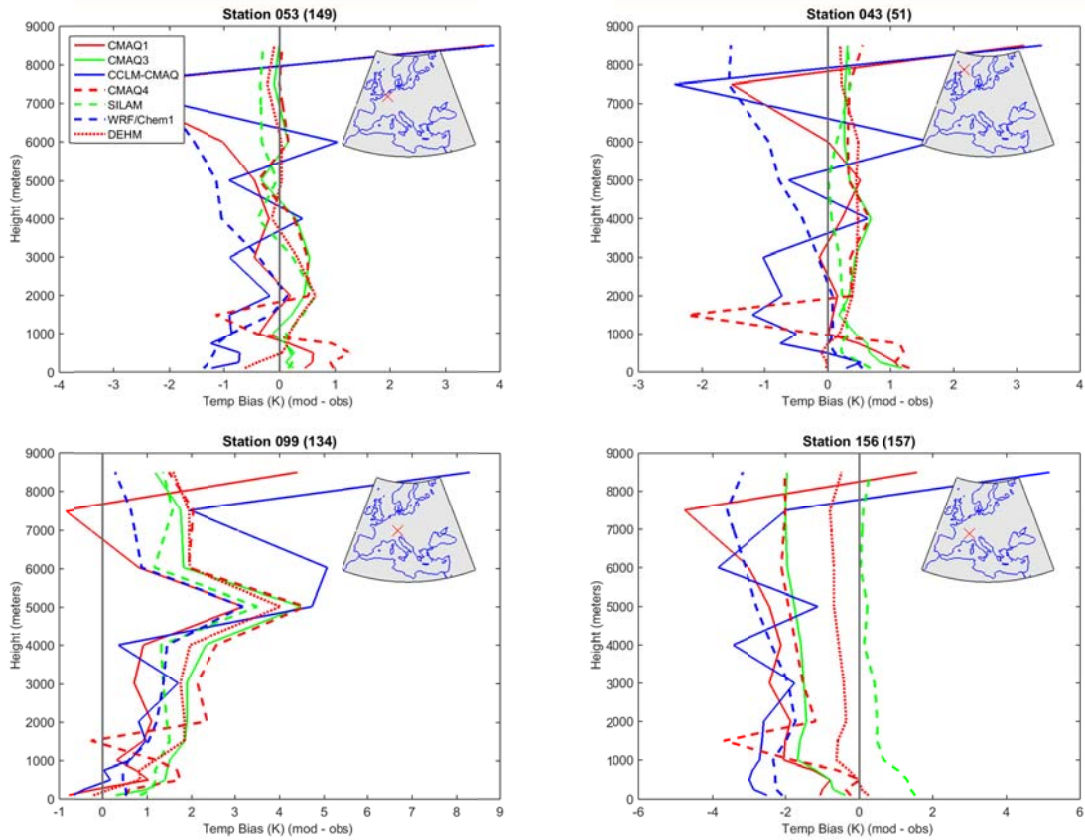 Station 053 (149)
9000
8000
7000
6000
5000
4000
3000
2000
1000
0
Height (meters)
CMAQ1
CMAQ3
CCLM-CMAQ
CMAQ4
SILAM
WRF/Chem1
DEHM
-4 -3 -2 -1 0 1 2 3 4
Temp Bias (K) (mod - obs)
Station 043 (51)
9000
8000
7000
6000
5000
4000
3000
2000
1000
0
Height (meters)
-3 -2 -1 0 1 2 3 4
Temp Bias (K) (mod - obs)
Station 099 (134)
9000
8000
7000
6000
5000
4000
3000
2000
1000
0
Height (meters)
-1 0 1 2 3 4 5 6 7 8 9
Temp Bias (K) (mod - obs)
Station 156 (157)
9000
8000
7000
6000
5000
4000
3000
2000
1000
0
Height (meters)
-6 -4 -2 0 2 4 6
Temp Bias (K) (mod - obs)